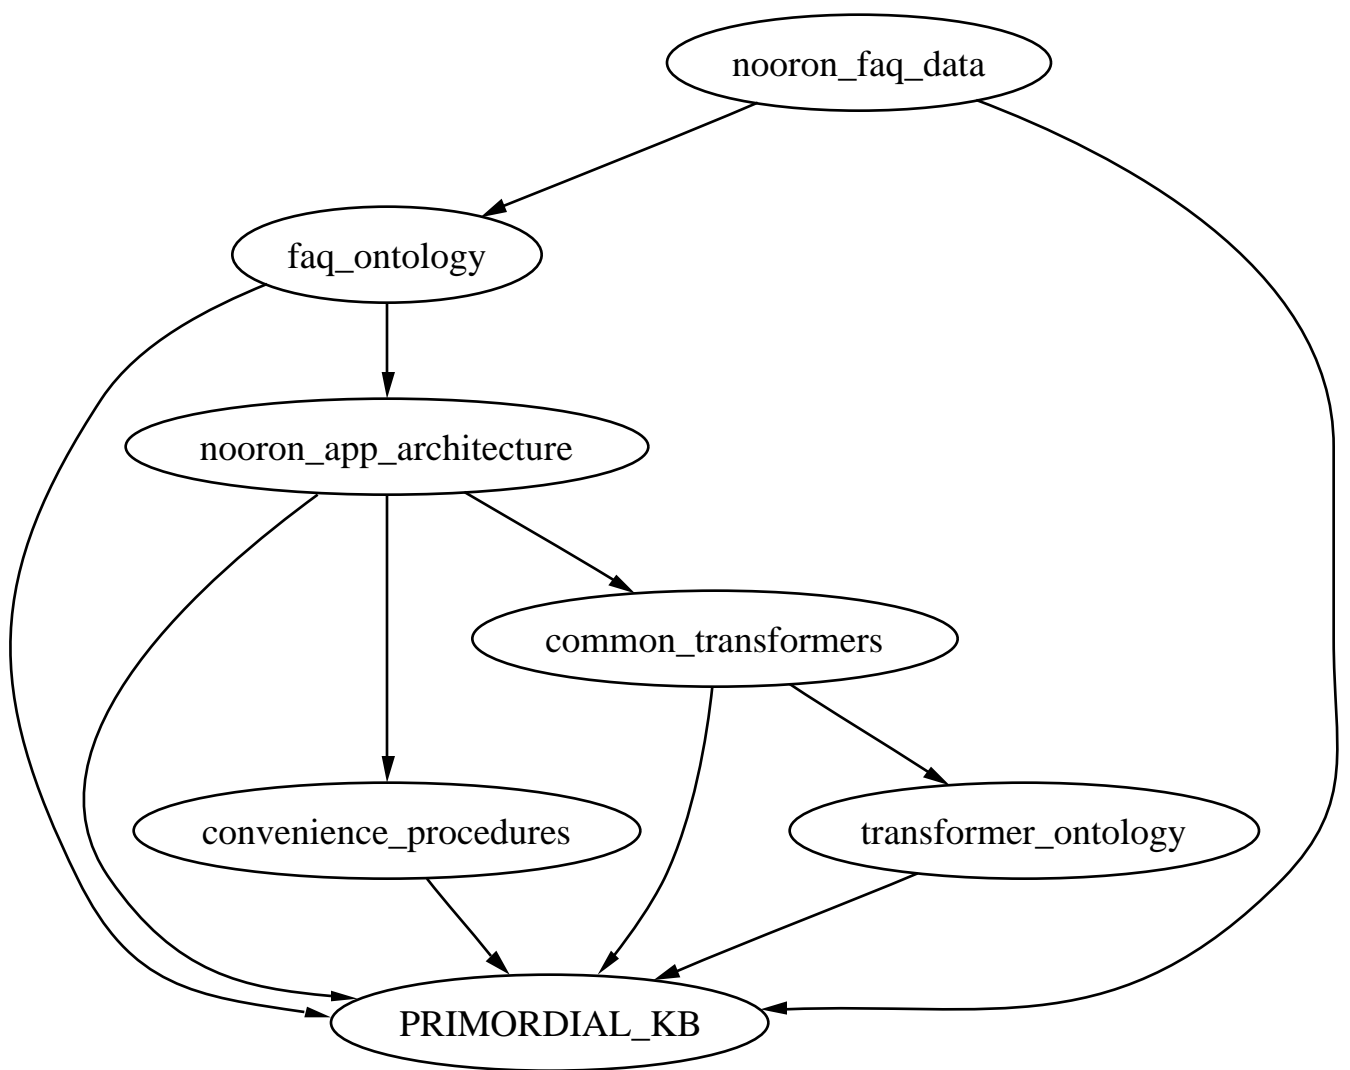 nooron_faq_data
faq_ontology
nooron_app_architecture
common_transformers
convenience_procedures
transformer_ontology
PRIMORDIAL_KB